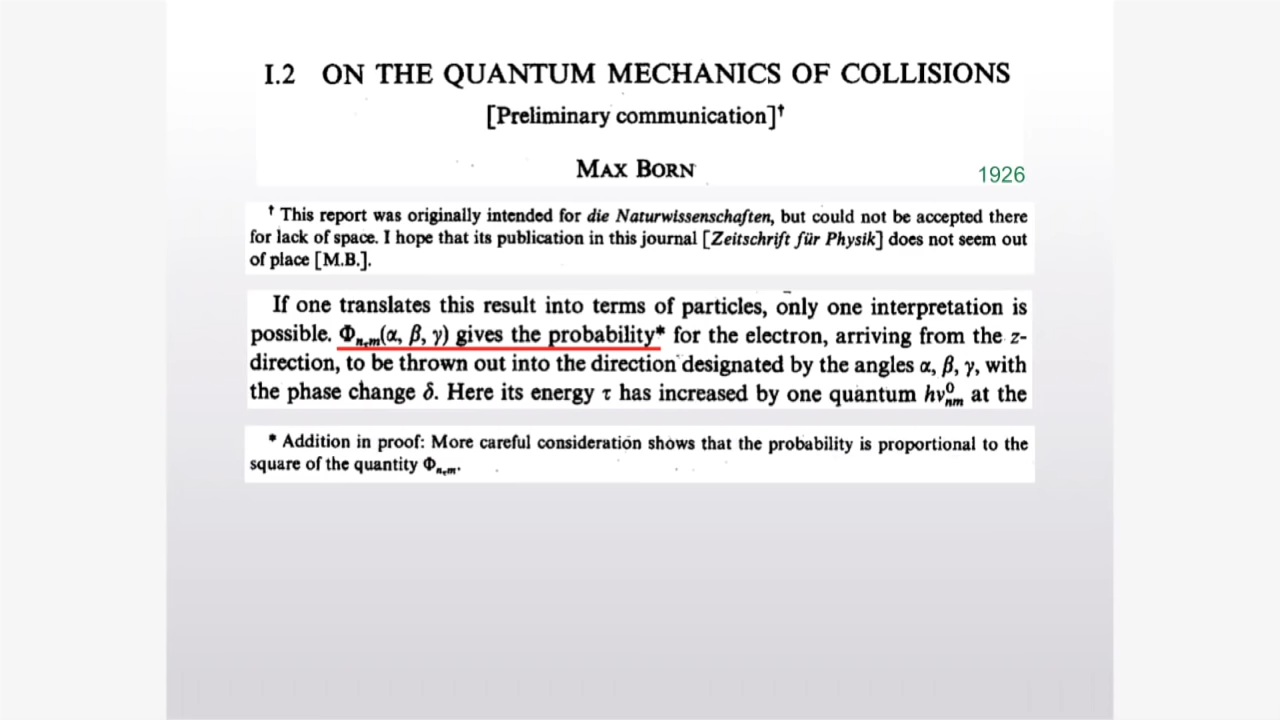 I.2 ON THE QUANTUM MECHANICS OF COLLISIONS
[Preliminary communication]†
MAX BORN
1926
† This report was originally intended for die Naturwissenschaften, but could not be accepted there
for lack of space. I hope that its publication in this journal [Zeitschrift für Physik] does not seem out
of place [M.B.].
If one translates this result into terms of particles, only one interpretation is
possible. Φn,m(α, β, γ) gives the probability* for the electron, arriving from the z-
direction, to be thrown out into the direction designated by the angles α, β, γ, with
the phase change δ. Here its energy τ has increased by one quantum hν⁰nm at the
* Addition in proof: More careful consideration shows that the probability is proportional to the
square of the quantity Φn,m.